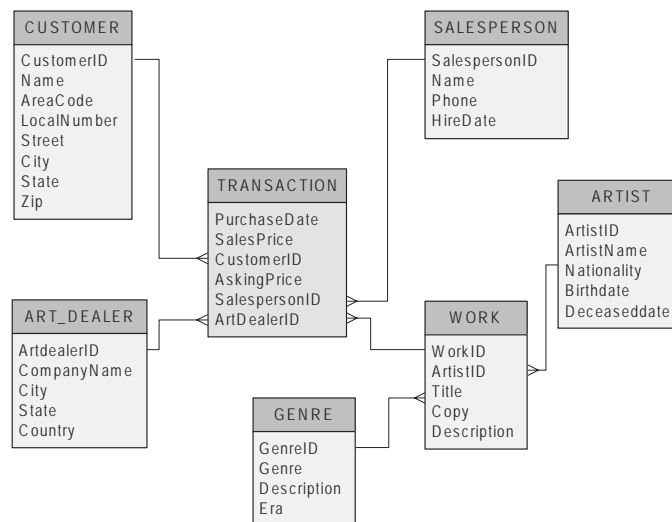 CUSTOMER
CustomerID
Name
AreaCode
LocalNumber
Street
City
State
Zip
SALESPERSON
SalespersonID
Name
Phone
HireDate
TRANSACTION
PurchaseDate
SalesPrice
CustomerID
AskingPrice
SalespersonID
ArtDealerID
ARTIST
ArtistID
ArtistName
Nationality
Birthdate
Deceaseddate
ART_DEALER
ArtdealerID
CompanyName
City
State
Country
WORK
WorkID
ArtistID
Title
Copy
Description
GENRE
GenreID
Genre
Description
Era